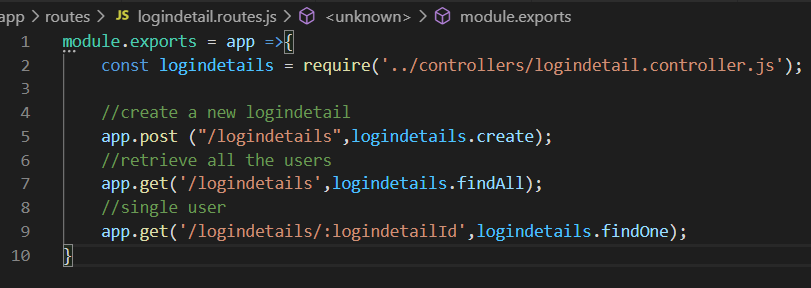 app > routes > JS logindetail.routes.js > <unknown> > module.exports
1 module.exports = app =>{
2 const logindetails = require('../controllers/logindetail.controller.js');
3
4 //create a new logindetail
5 app.post ("/logindetails",logindetails.create);
6 //retrieve all the users
7 app.get('/logindetails',logindetails.findAll);
8 //single user
9 app.get('/logindetails/:logindetailId',logindetails.findOne);
10 }